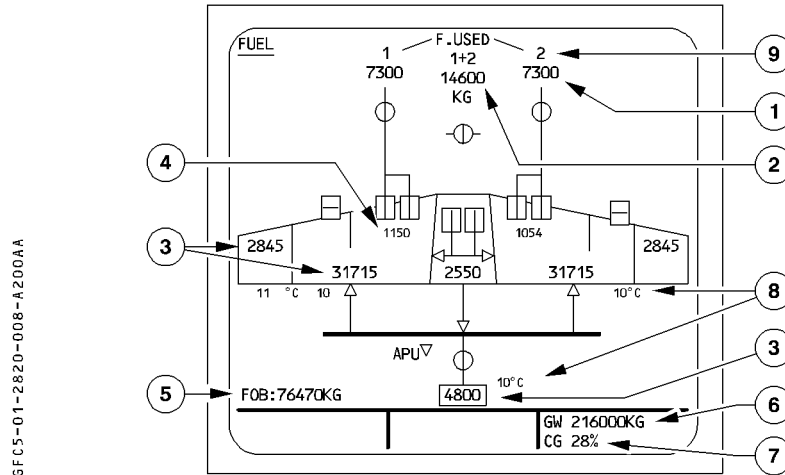 FUEL
F.USED
1 1+2 2
7300 14600 7300
KG
9
1
2
4
1150 1054
3
2845 2845
31715 2550 31715
11 °C 10 10°C
8
APU
3
10°C
5
FOB:76470KG 4800
6
GW 216000KG
CG 28%
7
GFC5-01-2820-008-A200AA